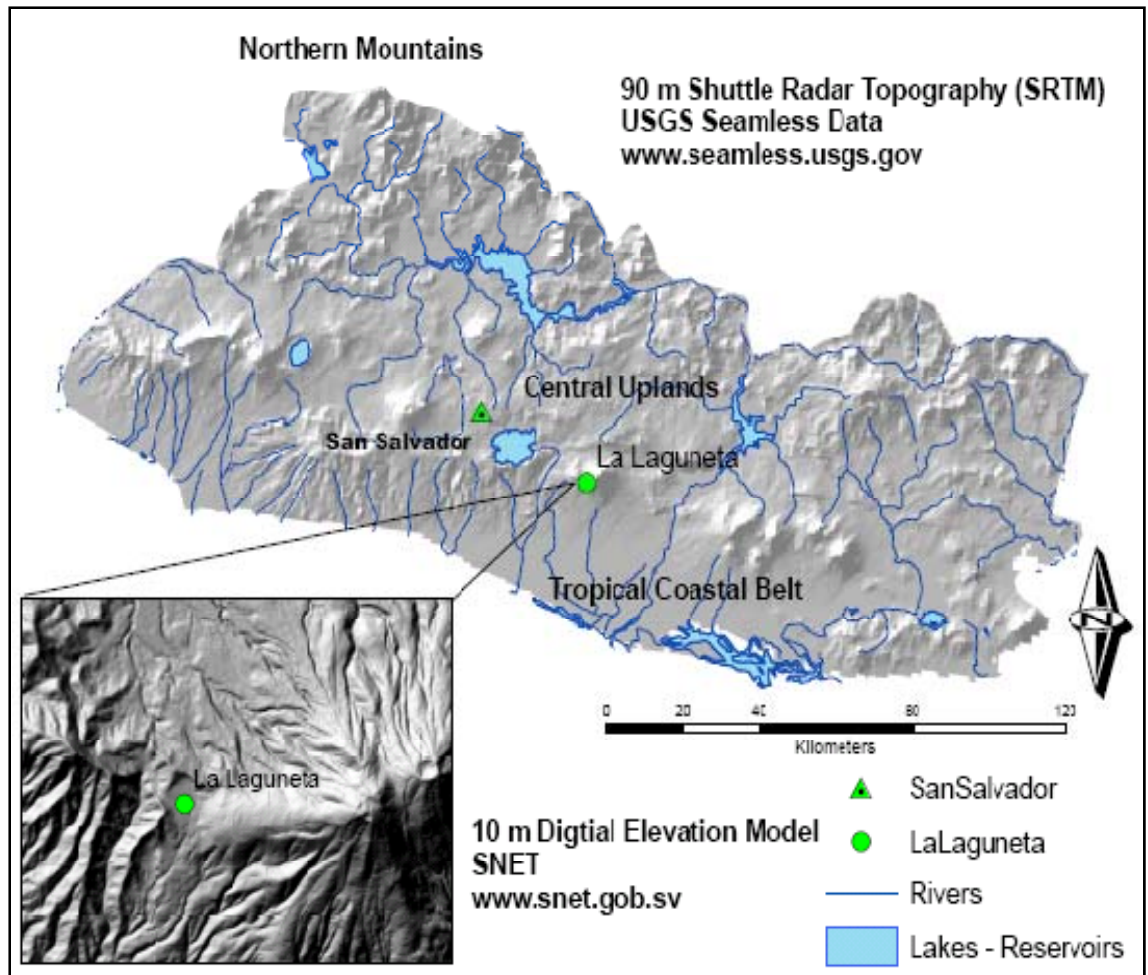 Northern Mountains
90 m Shuttle Radar Topography (SRTM)
USGS Seamless Data
www.seamless.usgs.gov
Central Uplands
San Salvador
La Laguneta
Tropical Coastal Belt
N
0 20 40 80 120
Kilometers
La Laguneta
10 m Digtial Elevation Model
SNET
www.snet.gob.sv
SanSalvador
LaLaguneta
Rivers
Lakes - Reservoirs